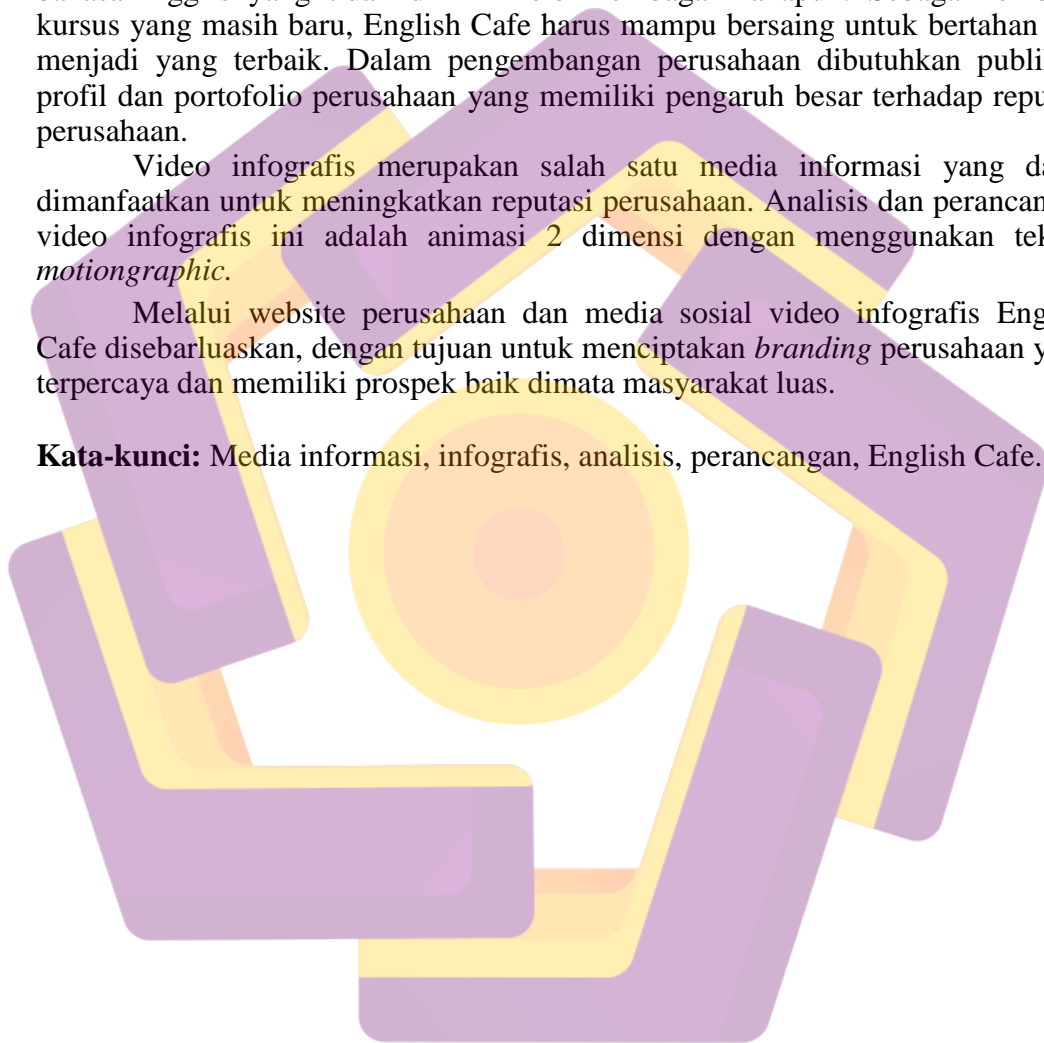 kursus yang masih baru, English Cafe harus mampu bersaing untuk bertahan
menjadi yang terbaik. Dalam pengembangan perusahaan dibutuhkan publi
profil dan portofolio perusahaan yang memiliki pengaruh besar terhadap repu
perusahaan.
Video infografis merupakan salah satu media informasi yang da
dimanfaatkan untuk meningkatkan reputasi perusahaan. Analisis dan perancan
video infografis ini adalah animasi 2 dimensi dengan menggunakan tek
motiongraphic.
Melalui website perusahaan dan media sosial video infografis Eng
Cafe disebarluaskan, dengan tujuan untuk menciptakan branding perusahaan y
terpercaya dan memiliki prospek baik dimata masyarakat luas.
Kata-kunci: Media informasi, infografis, analisis, perancangan, English Cafe.